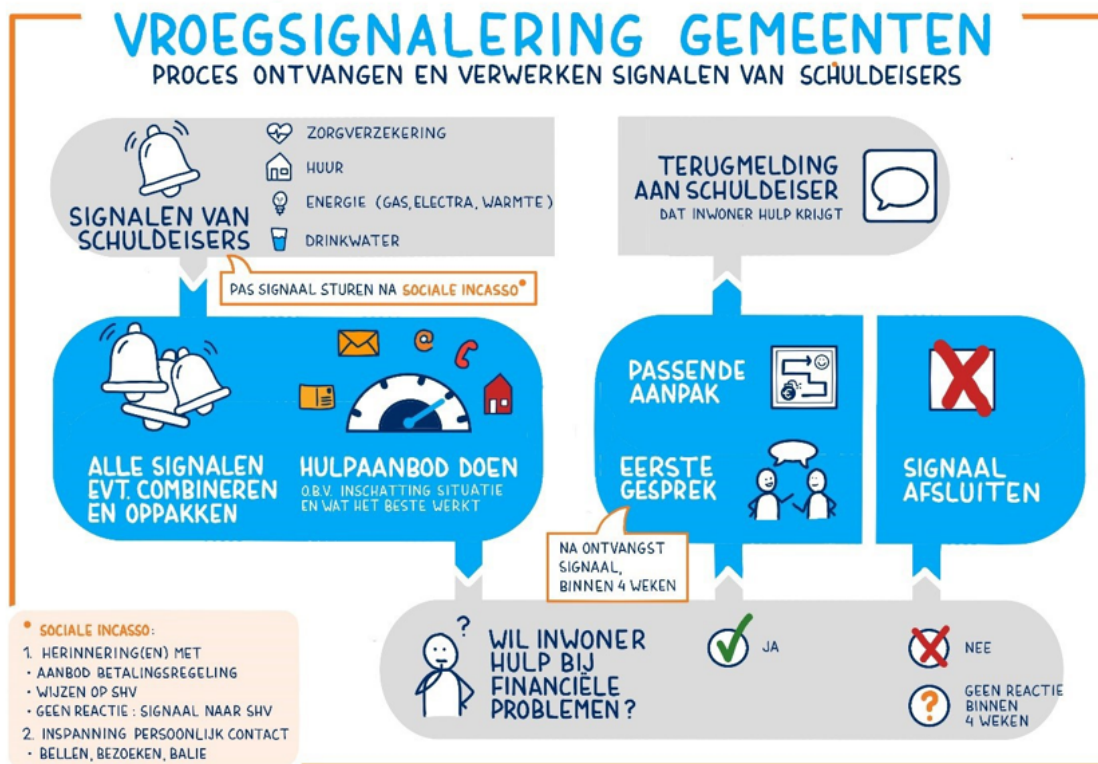 VROEGSIGNALERING GEMEENTEN
PROCES ONTVANGEN EN VERWERKEN SIGNALEN VAN SCHULDEISERS
SIGNALEN VAN
SCHULDEISERS
ZORGVERZEKERING
HUUR
ENERGIE (GAS, ELECTRA, WARMTE)
DRINKWATER
PAS SIGNAAL STUREN NA SOCIALE INCASSO*
ALLE SIGNALEN
EVT. COMBINEREN
EN OPPAKKEN
@
HULPAANBOD DOEN
O.B.V. INSCHATTING SITUATIE
EN WAT HET BESTE WERKT
?
WIL INWONER
HULP BIJ
FINANCIËLE
PROBLEMEN?
JA
NEE
?
GEEN REACTIE
BINNEN
4 WEKEN
NA ONTVANGST
SIGNAAL,
BINNEN 4 WEKEN
EERSTE
GESPREK
PASSENDE
AANPAK
TERUGMELDING
AAN SCHULDEISER
DAT INWONER HULP KRIJGT
SIGNAAL
AFSLUITEN
* SOCIALE INCASSO:
1. HERINNERING(EN) MET
• AANBOD BETALINGSREGELING
• WIJZEN OP SHV
• GEEN REACTIE: SIGNAAL NAAR SHV
2. INSPANNING PERSOONLIJK CONTACT
• BELLEN, BEZOEKEN, BALIE